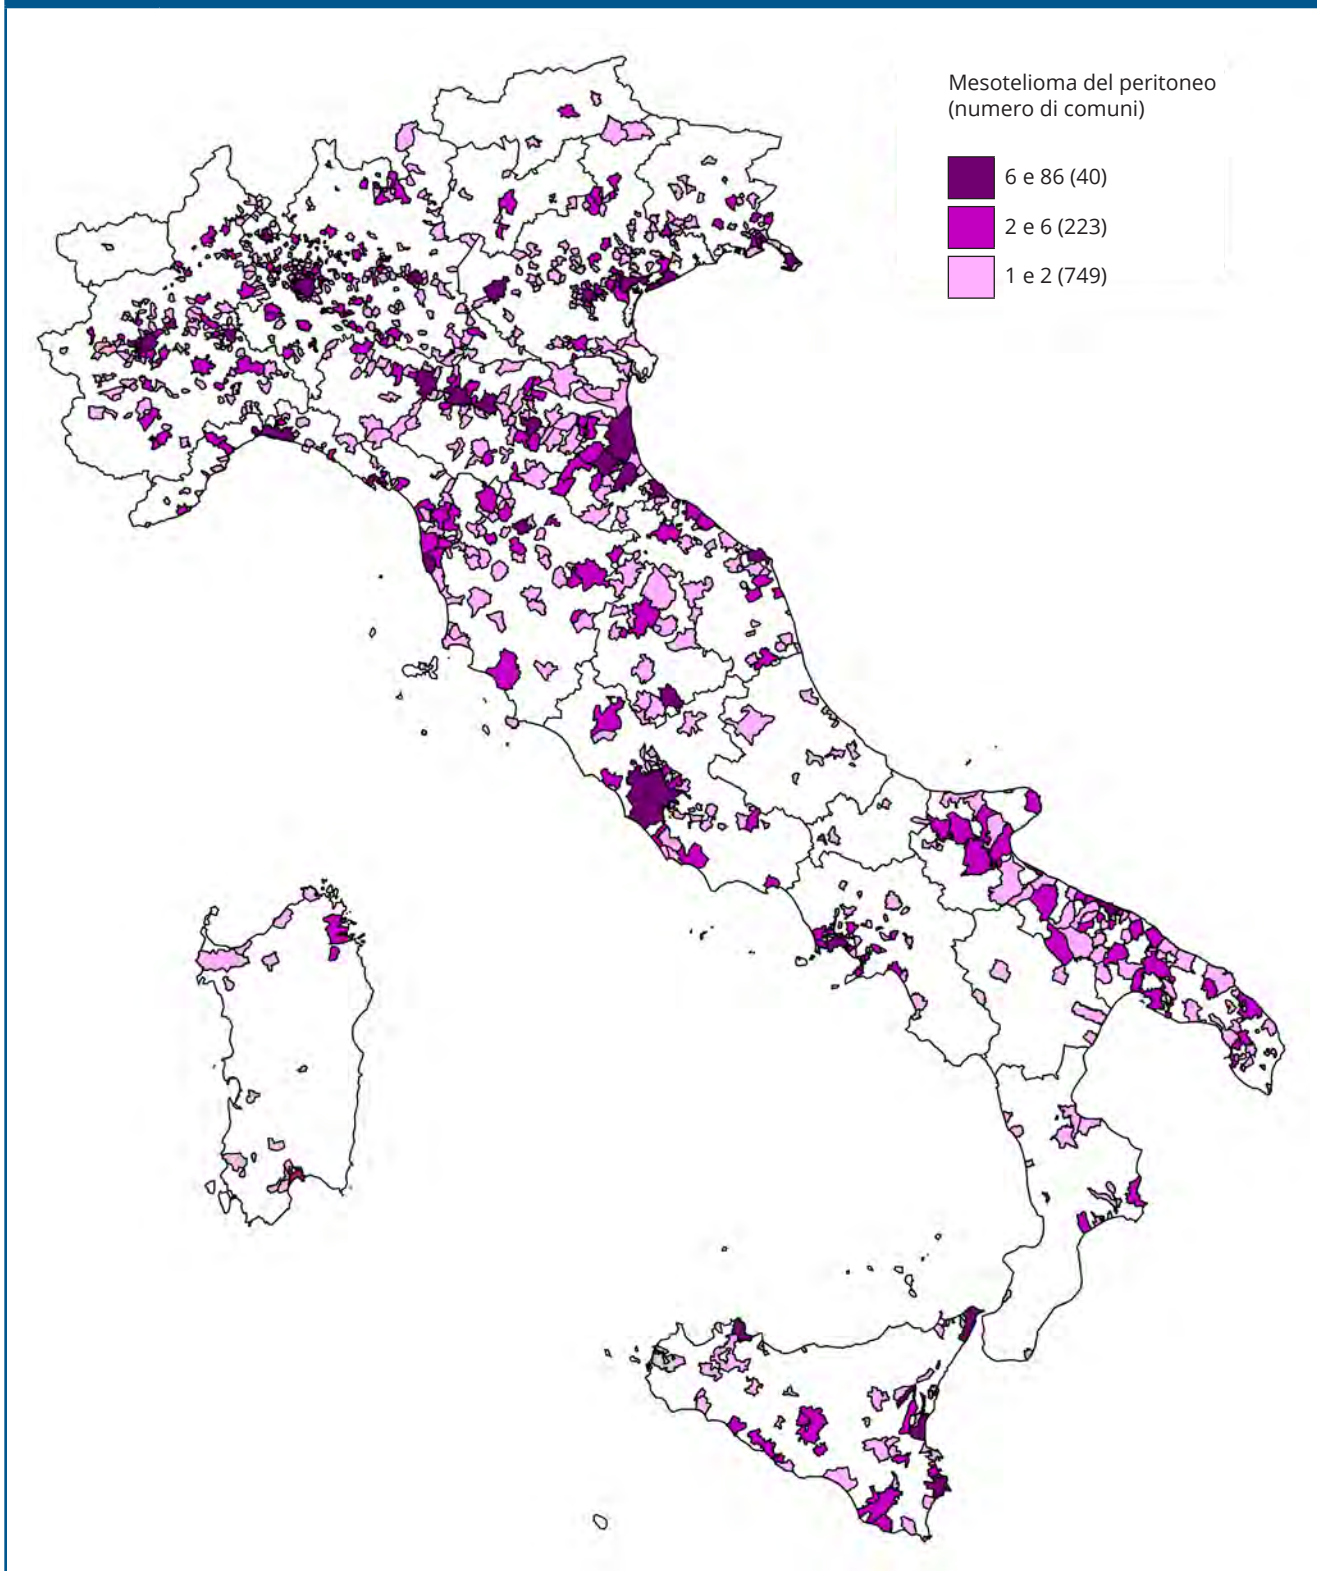 Mesotelioma del peritoneo
(numero di comuni)
6 e 86 (40)
2 e 6 (223)
1 e 2 (749)